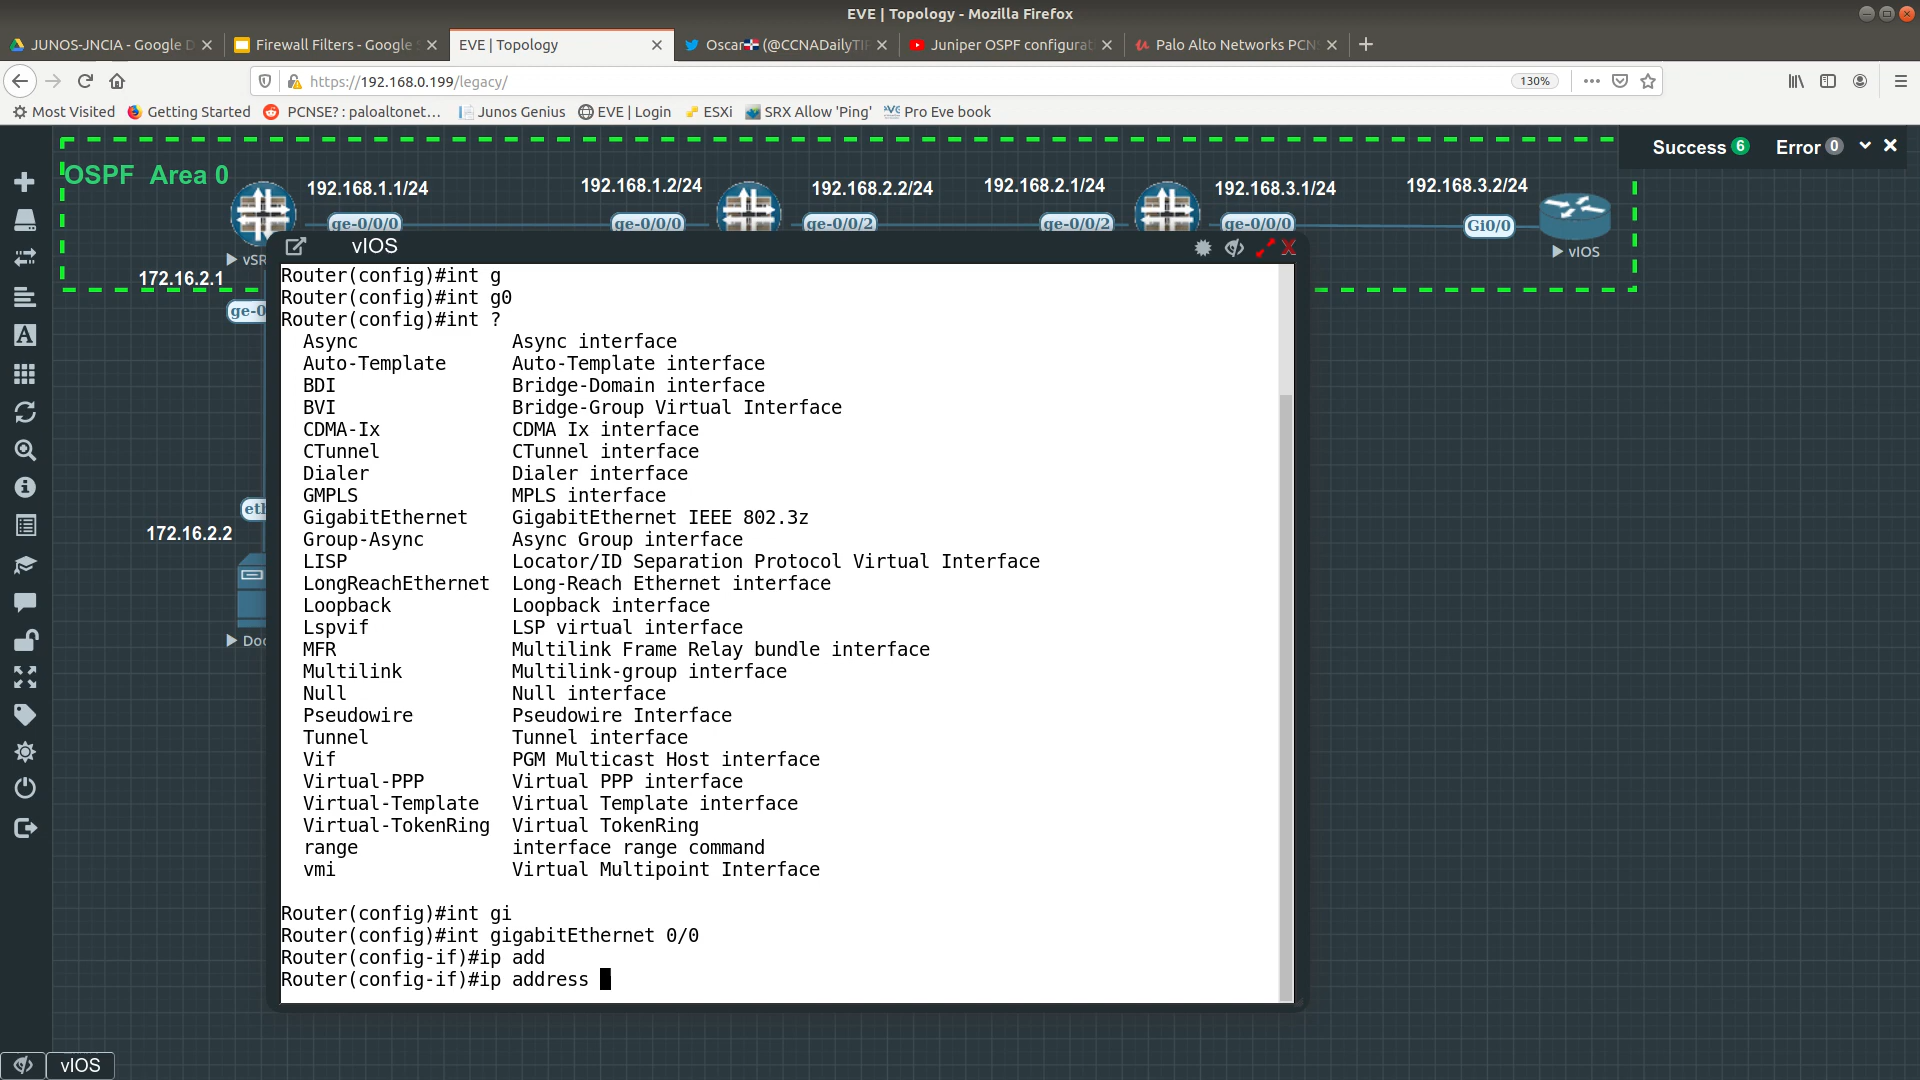 EVE | Topology - Mozilla Firefox
JUNOS-JNCIA - Google D
Firewall Filters - Google
EVE | Topology
Oscar (@CCNADailyTI
Juniper OSPF configurat
Palo Alto Networks PCN
https://192.168.0.199/legacy/
130%
Most Visited
Getting Started
PCNSE? : paloaltonet…
Junos Genius
EVE | Login
ESXi
SRX Allow 'Ping'
Pro Eve book
Success 6
Error 0
OSPF Area 0
192.168.1.1/24
192.168.1.2/24
192.168.2.2/24
192.168.2.1/24
192.168.3.1/24
192.168.3.2/24
ge-0/0/0
ge-0/0/0
ge-0/0/2
ge-0/0/2
ge-0/0/0
Gi0/0
vSR
vIOS
172.16.2.1
ge-0
eth
172.16.2.2
Doc
vIOS
Router(config)#int g
Router(config)#int g0
Router(config)#int ?
Async Async interface
Auto-Template Auto-Template interface
BDI Bridge-Domain interface
BVI Bridge-Group Virtual Interface
CDMA-Ix CDMA Ix interface
CTunnel CTunnel interface
Dialer Dialer interface
GMPLS MPLS interface
GigabitEthernet GigabitEthernet IEEE 802.3z
Group-Async Async Group interface
LISP Locator/ID Separation Protocol Virtual Interface
LongReachEthernet Long-Reach Ethernet interface
Loopback Loopback interface
Lspvif LSP virtual interface
MFR Multilink Frame Relay bundle interface
Multilink Multilink-group interface
Null Null interface
Pseudowire Pseudowire Interface
Tunnel Tunnel interface
Vif PGM Multicast Host interface
Virtual-PPP Virtual PPP interface
Virtual-Template Virtual Template interface
Virtual-TokenRing Virtual TokenRing
range interface range command
vmi Virtual Multipoint Interface
Router(config)#int gi
Router(config)#int gigabitEthernet 0/0
Router(config-if)#ip add
Router(config-if)#ip address
vIOS